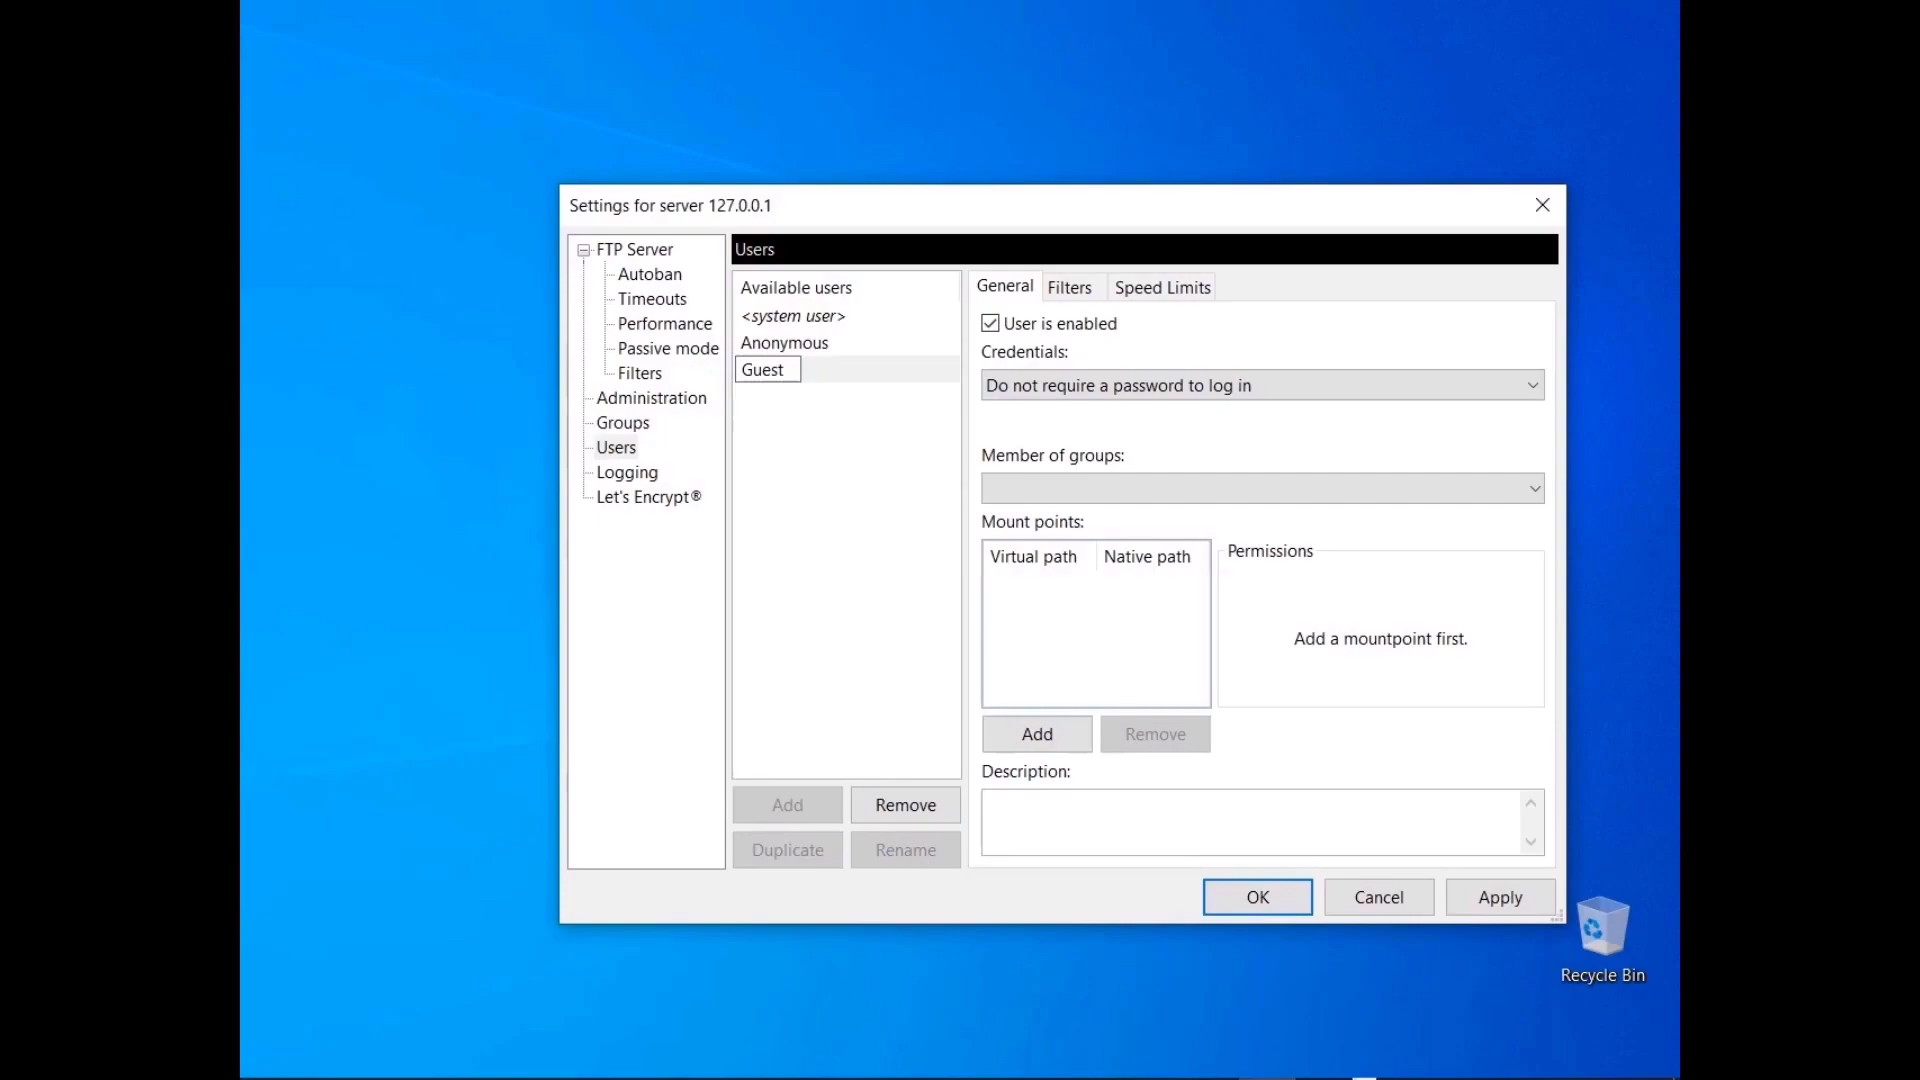 Settings for server 127.0.0.1
FTP Server
Autoban
Timeouts
Performance
Passive mode
Filters
Administration
Groups
Users
Logging
Let's Encrypt®
Users
Available users
<system user>
Anonymous
Guest
Add
Remove
Duplicate
Rename
General
Filters
Speed Limits
User is enabled
Credentials:
Do not require a password to log in
Member of groups:
Mount points:
Virtual path
Native path
Permissions
Add a mountpoint first.
Add
Remove
Description:
OK
Cancel
Apply
Recycle Bin